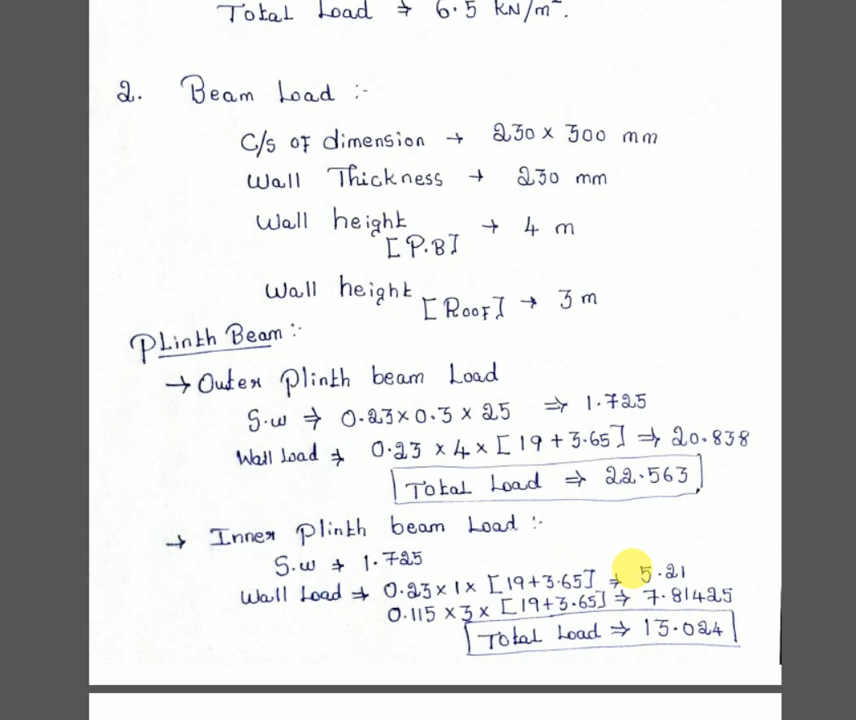 Total Load ⇒ 6.5 KN/m².
2. Beam Load :-
C/s of dimension → 230 x 300 mm
Wall Thickness → 230 mm
Wall height [P.B] → 4 m
Wall height [Roof] → 3 m
Plinth Beam :-
→ Outer plinth beam Load
S.w ⇒ 0.23 x 0.3 x 25 ⇒ 1.725
Wall Load ⇒ 0.23 x 4 x [19 + 3.65] ⇒ 20.838
Total Load ⇒ 22.563
→ Inner plinth beam Load :-
S.w ⇒ 1.725
Wall Load ⇒ 0.23 x 1 x [19+3.65] ⇒ 5.21
0.115 x 3 x [19+3.65] ⇒ 7.81425
Total Load ⇒ 13.024